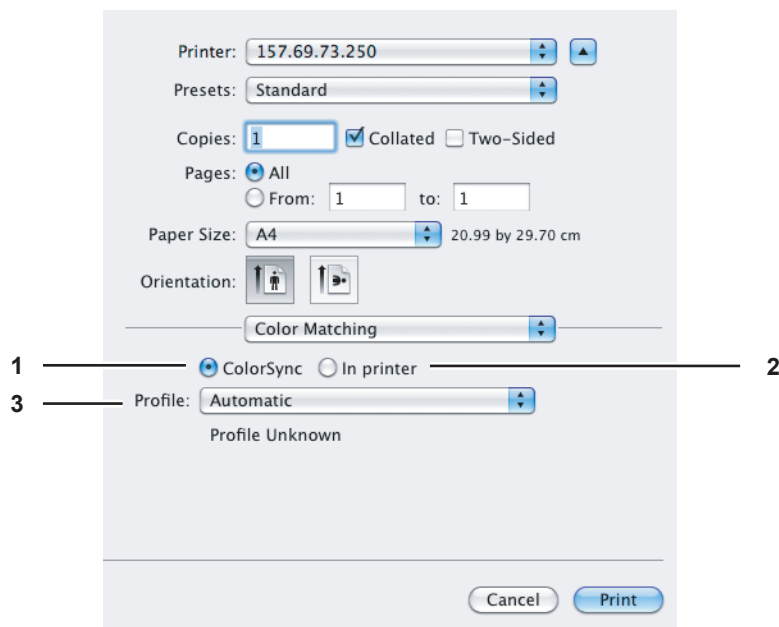 Printer: 157.69.73.250
Presets: Standard
Copies: 1 Collated Two-Sided
Pages: All
From: 1 to: 1
Paper Size: A4 20.99 by 29.70 cm
Orientation:
Color Matching
1 ColorSync In printer 2
3 Profile: Automatic
Profile Unknown
Cancel Print